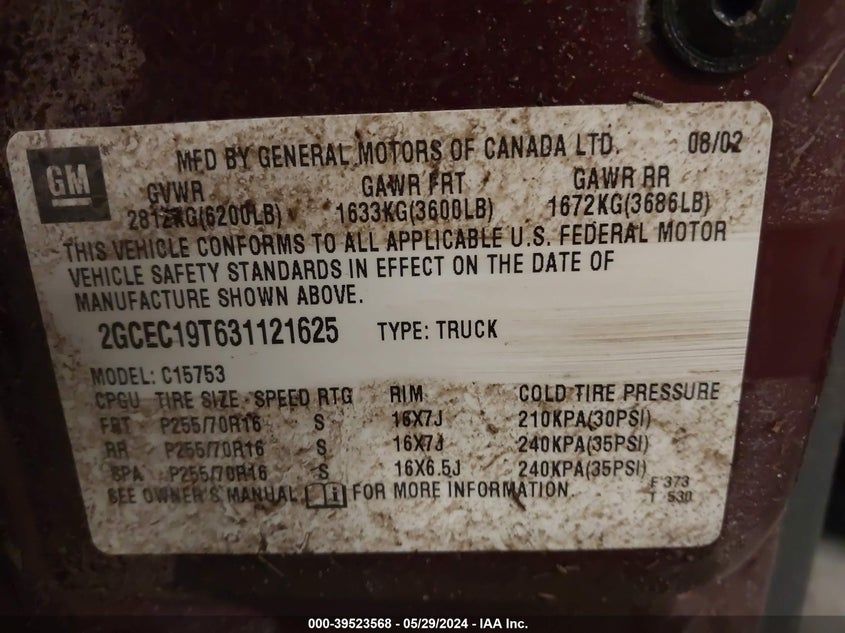 GM
MFD BY GENERAL MOTORS OF CANADA LTD. 08/02
GVWR GAWR FRT GAWR RR
2812KG(6200LB) 1633KG(3600LB) 1672KG(3686LB)
THIS VEHICLE CONFORMS TO ALL APPLICABLE U.S. FEDERAL MOTOR
VEHICLE SAFETY STANDARDS IN EFFECT ON THE DATE OF
MANUFACTURE SHOWN ABOVE.
2GCEC19T631121625 TYPE: TRUCK
MODEL: C15753
CPGU TIRE SIZE SPEED RTG RIM COLD TIRE PRESSURE
FRT P255/70R16 S 16X7J 210KPA(30PSI)
RR P255/70R16 S 16X7J 240KPA(35PSI)
SPA P255/70R16 S 16X6.5J 240KPA(35PSI)
SEE OWNER'S MANUAL FOR MORE INFORMATION.
F 373
T 530
000-39523568 - 05/29/2024 - IAA Inc.